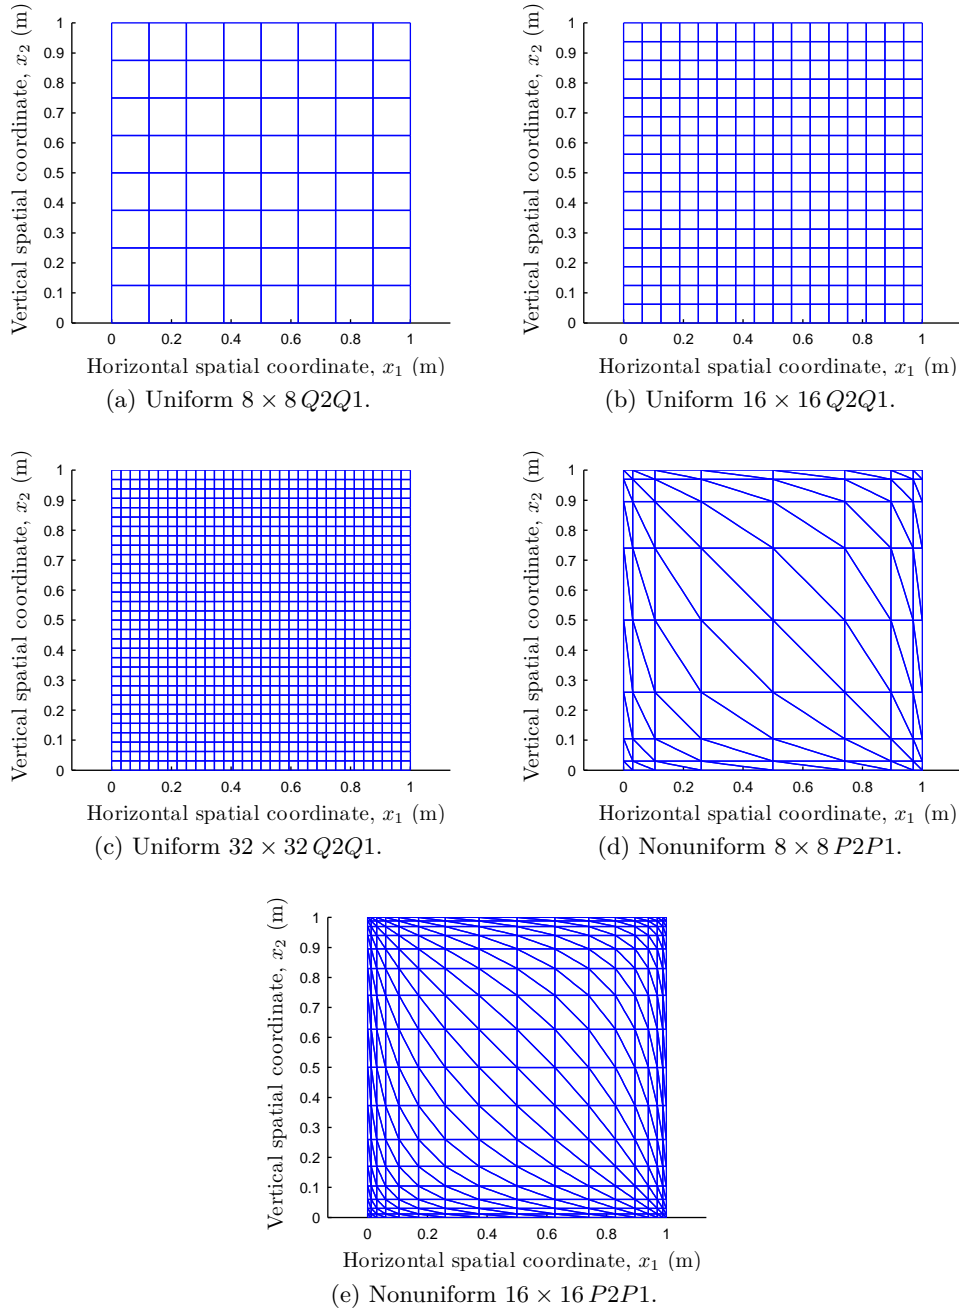 Vertical spatial coordinate, x₂ (m)
1
0.9
0.8
0.7
0.6
0.5
0.4
0.3
0.2
0.1
0
0 0.2 0.4 0.6 0.8 1
Horizontal spatial coordinate, x₁ (m)
(a) Uniform 8 × 8 Q2Q1.
Vertical spatial coordinate, x₂ (m)
1
0.9
0.8
0.7
0.6
0.5
0.4
0.3
0.2
0.1
0
0 0.2 0.4 0.6 0.8 1
Horizontal spatial coordinate, x₁ (m)
(b) Uniform 16 × 16 Q2Q1.
Vertical spatial coordinate, x₂ (m)
1
0.9
0.8
0.7
0.6
0.5
0.4
0.3
0.2
0.1
0
0 0.2 0.4 0.6 0.8 1
Horizontal spatial coordinate, x₁ (m)
(c) Uniform 32 × 32 Q2Q1.
Vertical spatial coordinate, x₂ (m)
1
0.9
0.8
0.7
0.6
0.5
0.4
0.3
0.2
0.1
0
0 0.2 0.4 0.6 0.8 1
Horizontal spatial coordinate, x₁ (m)
(d) Nonuniform 8 × 8 P2P1.
Vertical spatial coordinate, x₂ (m)
1
0.9
0.8
0.7
0.6
0.5
0.4
0.3
0.2
0.1
0
0 0.2 0.4 0.6 0.8 1
Horizontal spatial coordinate, x₁ (m)
(e) Nonuniform 16 × 16 P2P1.